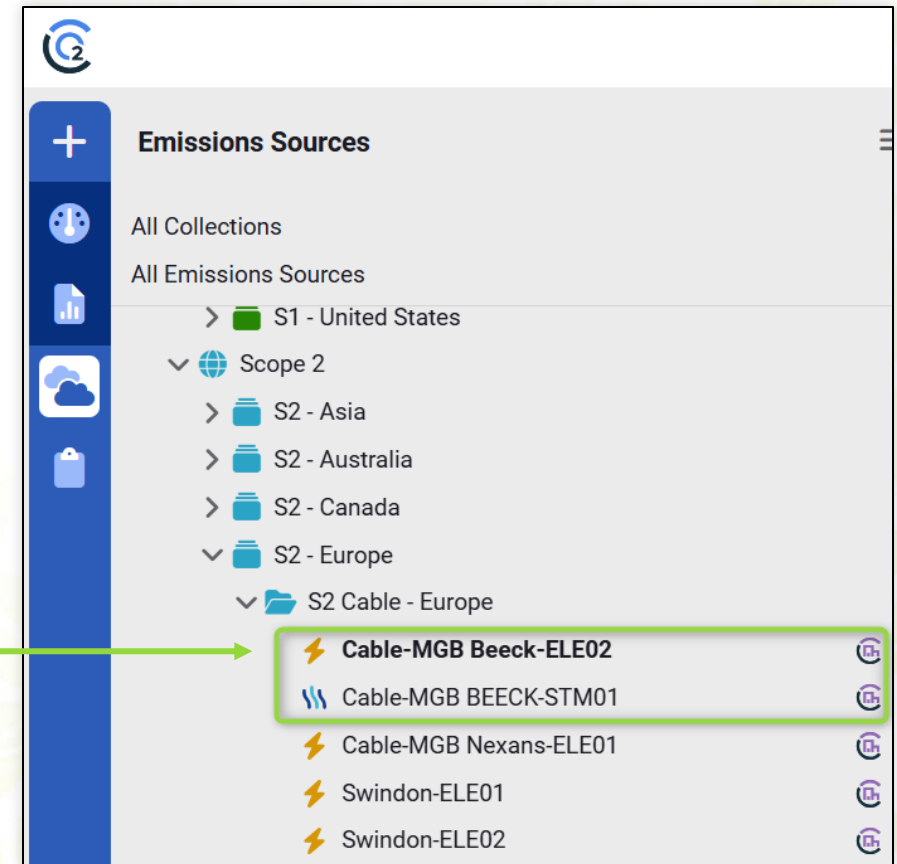 2
Emissions Sources
All Collections
All Emissions Sources
S1 - United States
Scope 2
S2 - Asia
S2 - Australia
S2 - Canada
S2 - Europe
S2 Cable - Europe
Cable-MGB Beeck-ELE02
Cable-MGB BEECK-STM01
Cable-MGB Nexans-ELE01
Swindon-ELE01
Swindon-ELE02